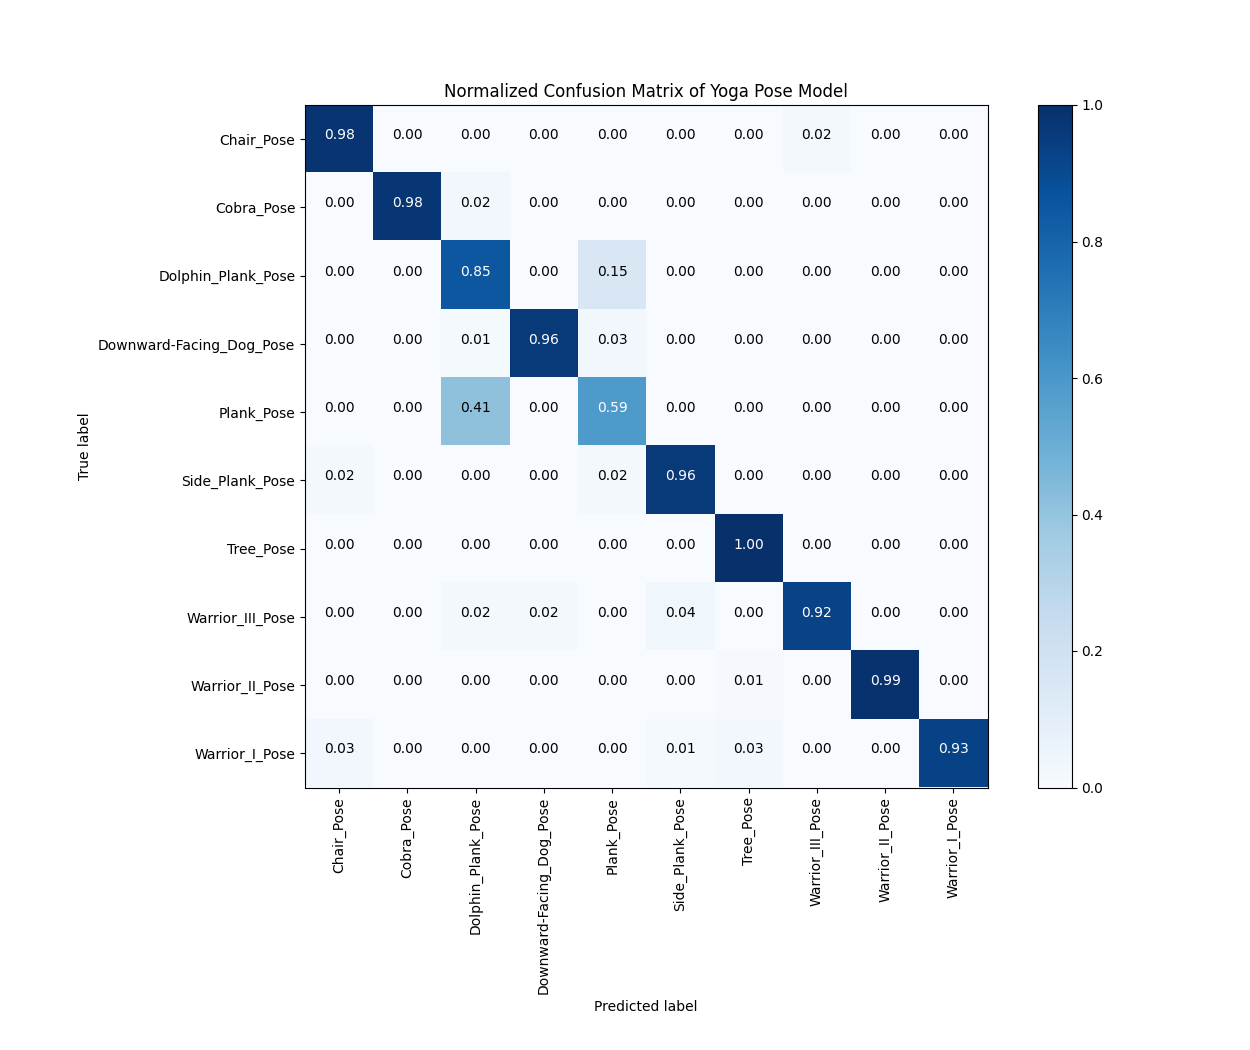 Normalized Confusion Matrix of Yoga Pose Model
Chair_Pose 0.98 0.00 0.00 0.00 0.00 0.00 0.00 0.02 0.00 0.00
Cobra_Pose 0.00 0.98 0.02 0.00 0.00 0.00 0.00 0.00 0.00 0.00
Dolphin_Plank_Pose 0.00 0.00 0.85 0.00 0.15 0.00 0.00 0.00 0.00 0.00
Downward-Facing_Dog_Pose 0.00 0.00 0.01 0.96 0.03 0.00 0.00 0.00 0.00 0.00
Plank_Pose 0.00 0.00 0.41 0.00 0.59 0.00 0.00 0.00 0.00 0.00
Side_Plank_Pose 0.02 0.00 0.00 0.00 0.02 0.96 0.00 0.00 0.00 0.00
Tree_Pose 0.00 0.00 0.00 0.00 0.00 0.00 1.00 0.00 0.00 0.00
Warrior_III_Pose 0.00 0.00 0.02 0.02 0.00 0.04 0.00 0.92 0.00 0.00
Warrior_II_Pose 0.00 0.00 0.00 0.00 0.00 0.00 0.01 0.00 0.99 0.00
Warrior_I_Pose 0.03 0.00 0.00 0.00 0.00 0.01 0.03 0.00 0.00 0.93
True label
Chair_Pose
Cobra_Pose
Dolphin_Plank_Pose
Downward-Facing_Dog_Pose
Plank_Pose
Side_Plank_Pose
Tree_Pose
Warrior_III_Pose
Warrior_II_Pose
Warrior_I_Pose
Predicted label
1.0
0.8
0.6
0.4
0.2
0.0